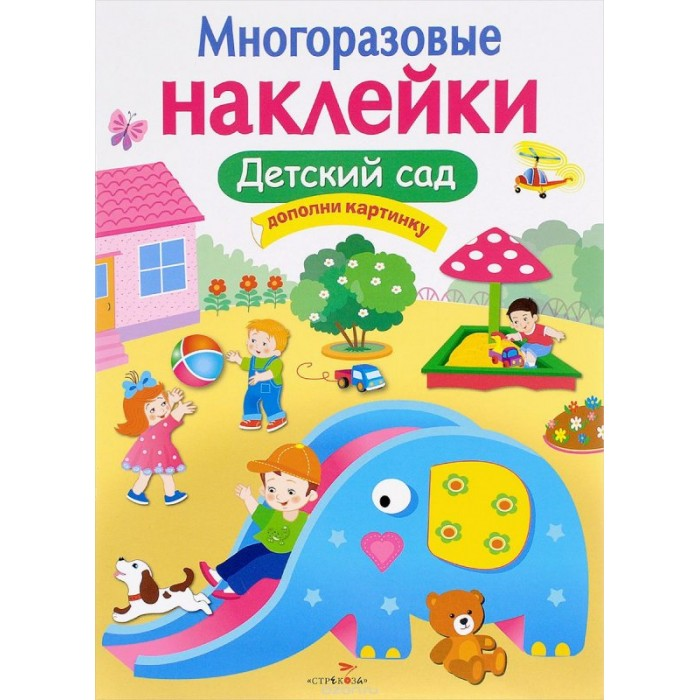 Многоразовые
наклейки
Детский сад
дополни картинку
«СТРЕКОЗА»